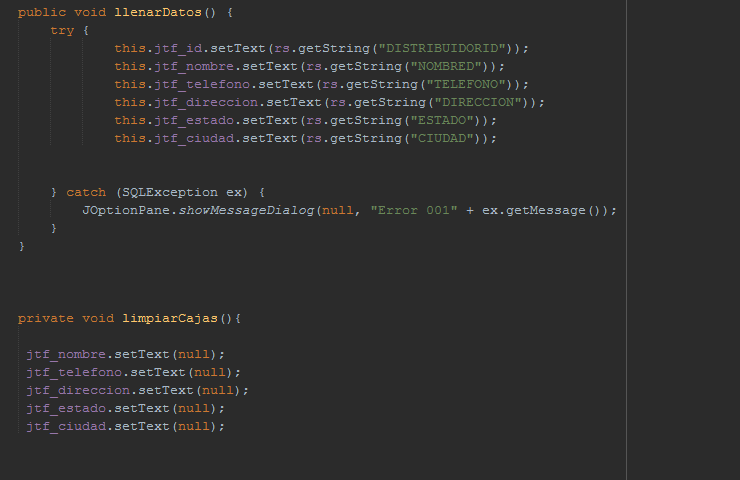 public void llenarDatos() {
try {
this.jtf_id.setText(rs.getString("DISTRIBUIDORID"));
this.jtf_nombre.setText(rs.getString("NOMBRED"));
this.jtf_telefono.setText(rs.getString("TELEFONO"));
this.jtf_direccion.setText(rs.getString("DIRECCION"));
this.jtf_estado.setText(rs.getString("ESTADO"));
this.jtf_ciudad.setText(rs.getString("CIUDAD"));
} catch (SQLException ex) {
JOptionPane.showMessageDialog(null, "Error 001" + ex.getMessage());
}
}
private void limpiarCajas(){
jtf_nombre.setText(null);
jtf_telefono.setText(null);
jtf_direccion.setText(null);
jtf_estado.setText(null);
jtf_ciudad.setText(null);